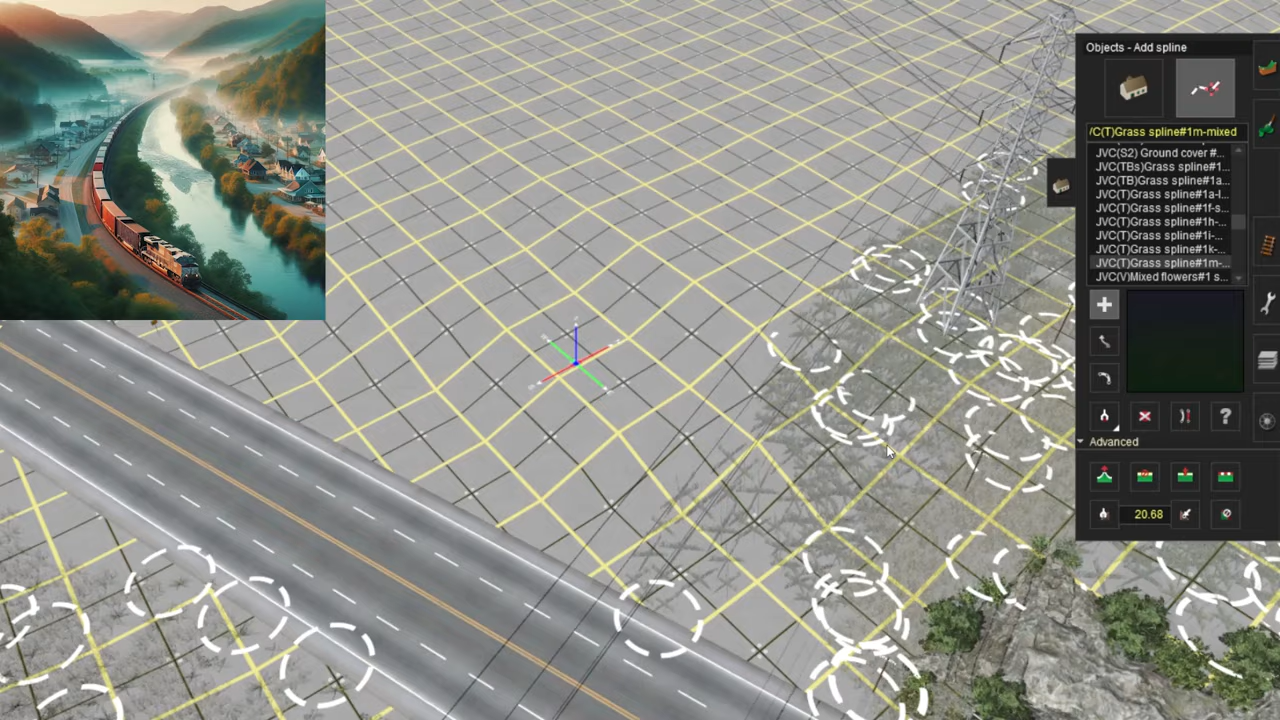 Objects - Add spline
/C(T)Grass spline#1m-mixed
JVC(S2) Ground cover #...
JVC(TBs)Grass spline#1...
JVC(TB)Grass spline#1a...
JVC(T)Grass spline#1a-l...
JVC(T)Grass spline#1f-s...
JVC(T)Grass spline#1h-...
JVC(T)Grass spline#1i-...
JVC(T)Grass spline#1k-...
JVC(T)Grass spline#1m-...
JVC(V)Mixed flowers#1 s...
Advanced
20.68